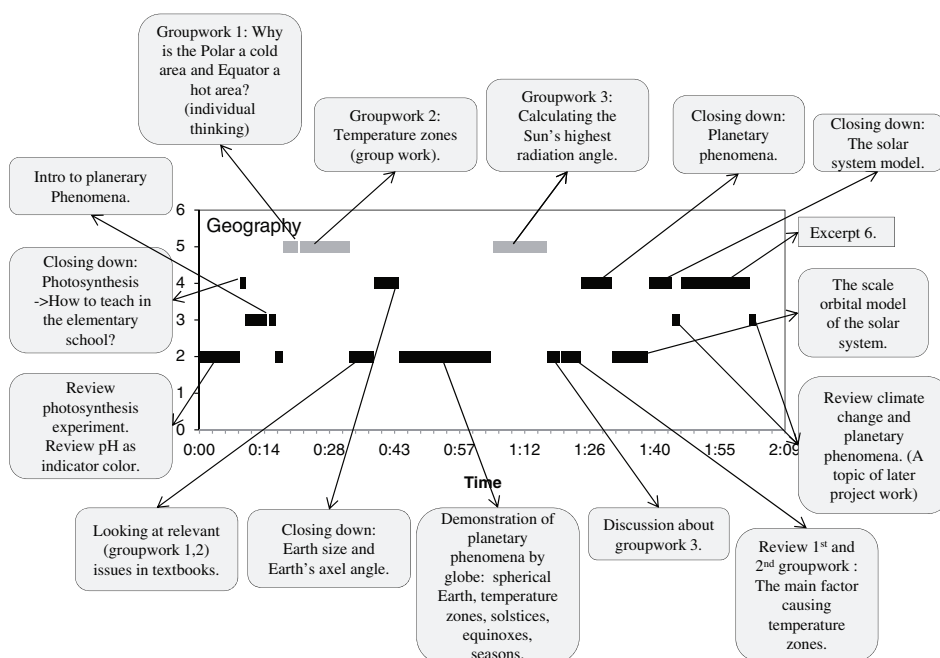 Groupwork 1: Why
is the Polar a cold
area and Equator a
hot area?
(individual
thinking)
Groupwork 2:
Temperature zones
(group work).
Groupwork 3:
Calculating the
Sun's highest
radiation angle.
Closing down:
Planetary
phenomena.
Closing down:
The solar
system model.
Intro to planerary
Phenomena.
Closing down:
Photosynthesis
->How to teach in
the elementary
school?
Review
photosynthesis
experiment.
Review pH as
indicator color.
Geography
6
5
4
3
2
1
0
0:00 0:14 0:28 0:43 0:57 1:12 1:26 1:40 1:55 2:09
Time
Excerpt 6.
The scale
orbital model
of the solar
system.
Review climate
change and
planetary
phenomena. (A
topic of later
project work)
Looking at relevant
(groupwork 1,2)
issues in textbooks.
Closing down:
Earth size and
Earth's axel angle.
Demonstration of
planetary
phenomena by
globe: spherical
Earth, temperature
zones, solstices,
equinoxes,
seasons.
Discussion about
groupwork 3.
Review 1st and
2nd groupwork :
The main factor
causing
temperature
zones.